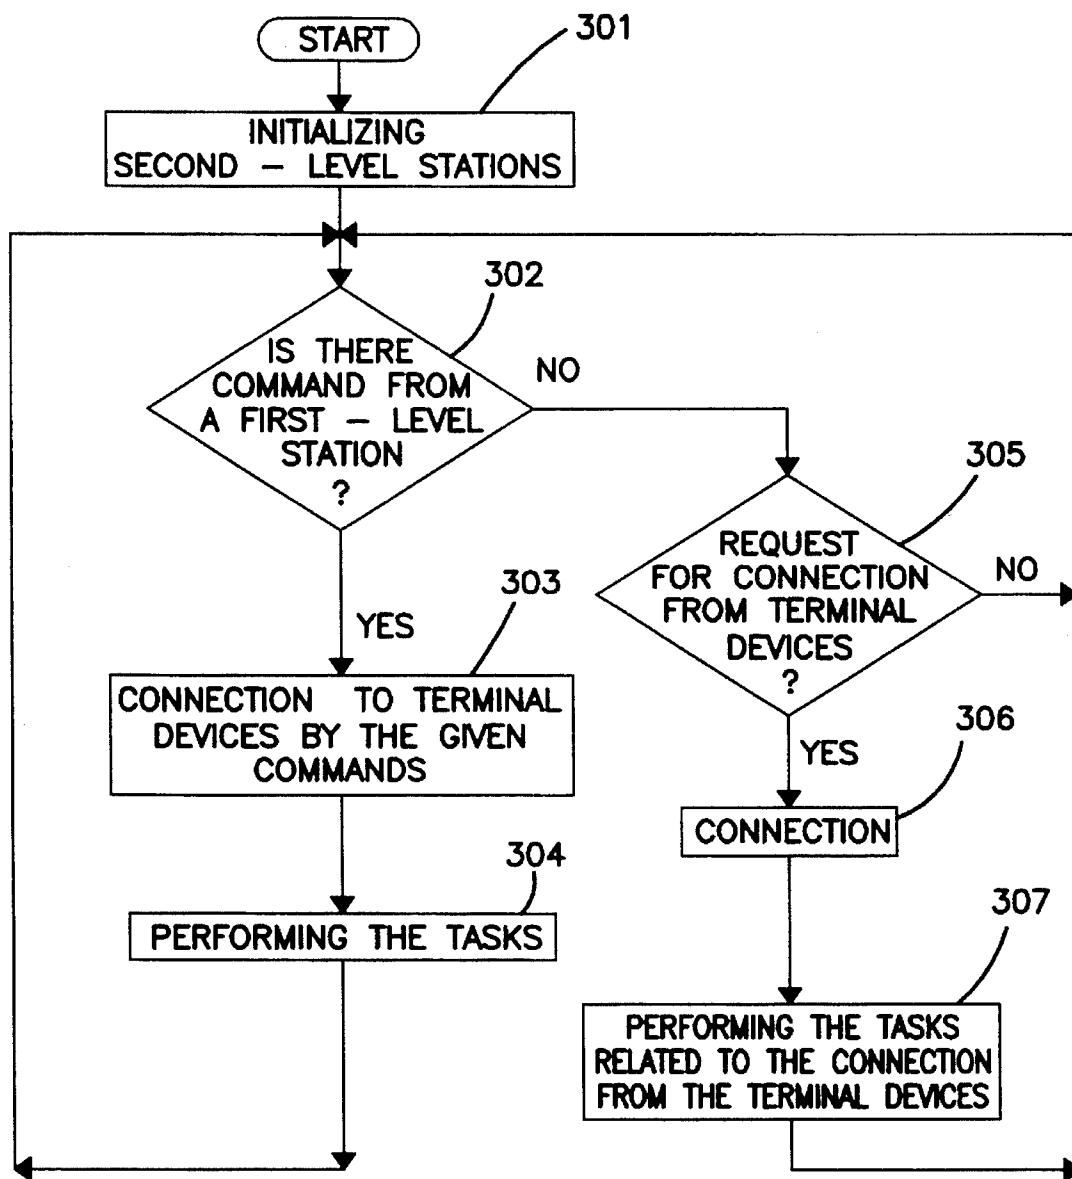 START
301
INITIALIZING
SECOND - LEVEL STATIONS
302
IS THERE
COMMAND FROM
A FIRST - LEVEL
STATION
?
NO
YES
303
CONNECTION TO TERMINAL
DEVICES BY THE GIVEN
COMMANDS
304
PERFORMING THE TASKS
305
REQUEST
FOR CONNECTION
FROM TERMINAL
DEVICES
?
NO
YES
306
CONNECTION
307
PERFORMING THE TASKS
RELATED TO THE CONNECTION
FROM THE TERMINAL DEVICES